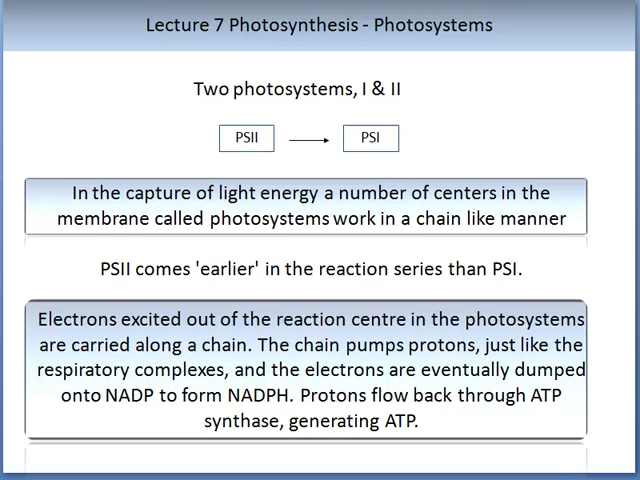 Lecture 7 Photosynthesis - Photosystems
Two photosystems, I & II
PSII
PSI
In the capture of light energy a number of centers in the
membrane called photosystems work in a chain like manner
PSII comes 'earlier' in the reaction series than PSI.
Electrons excited out of the reaction centre in the photosystems
are carried along a chain. The chain pumps protons, just like the
respiratory complexes, and the electrons are eventually dumped
onto NADP to form NADPH. Protons flow back through ATP
synthase, generating ATP.